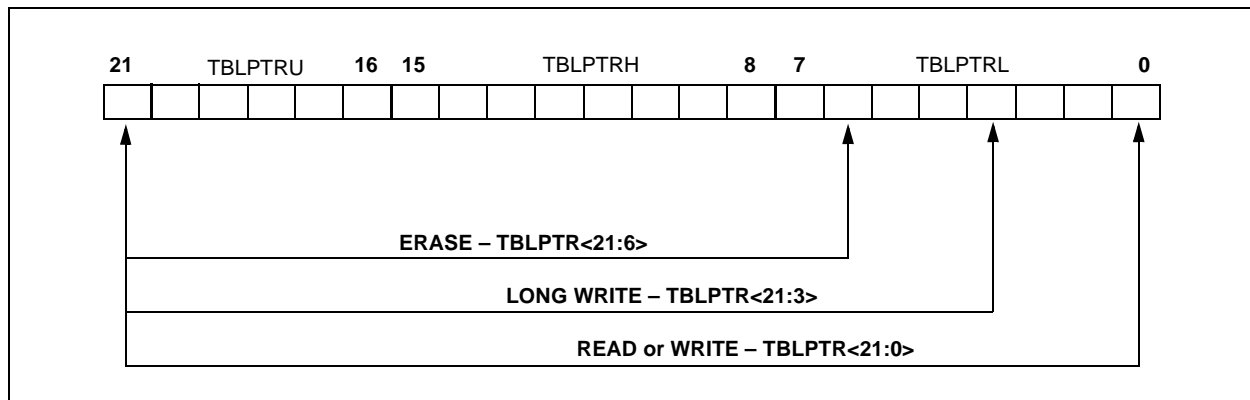 21 TBLPTRU 16 15 TBLPTRH 8 7 TBLPTRL 0
ERASE – TBLPTR<21:6>
LONG WRITE – TBLPTR<21:3>
READ or WRITE – TBLPTR<21:0>